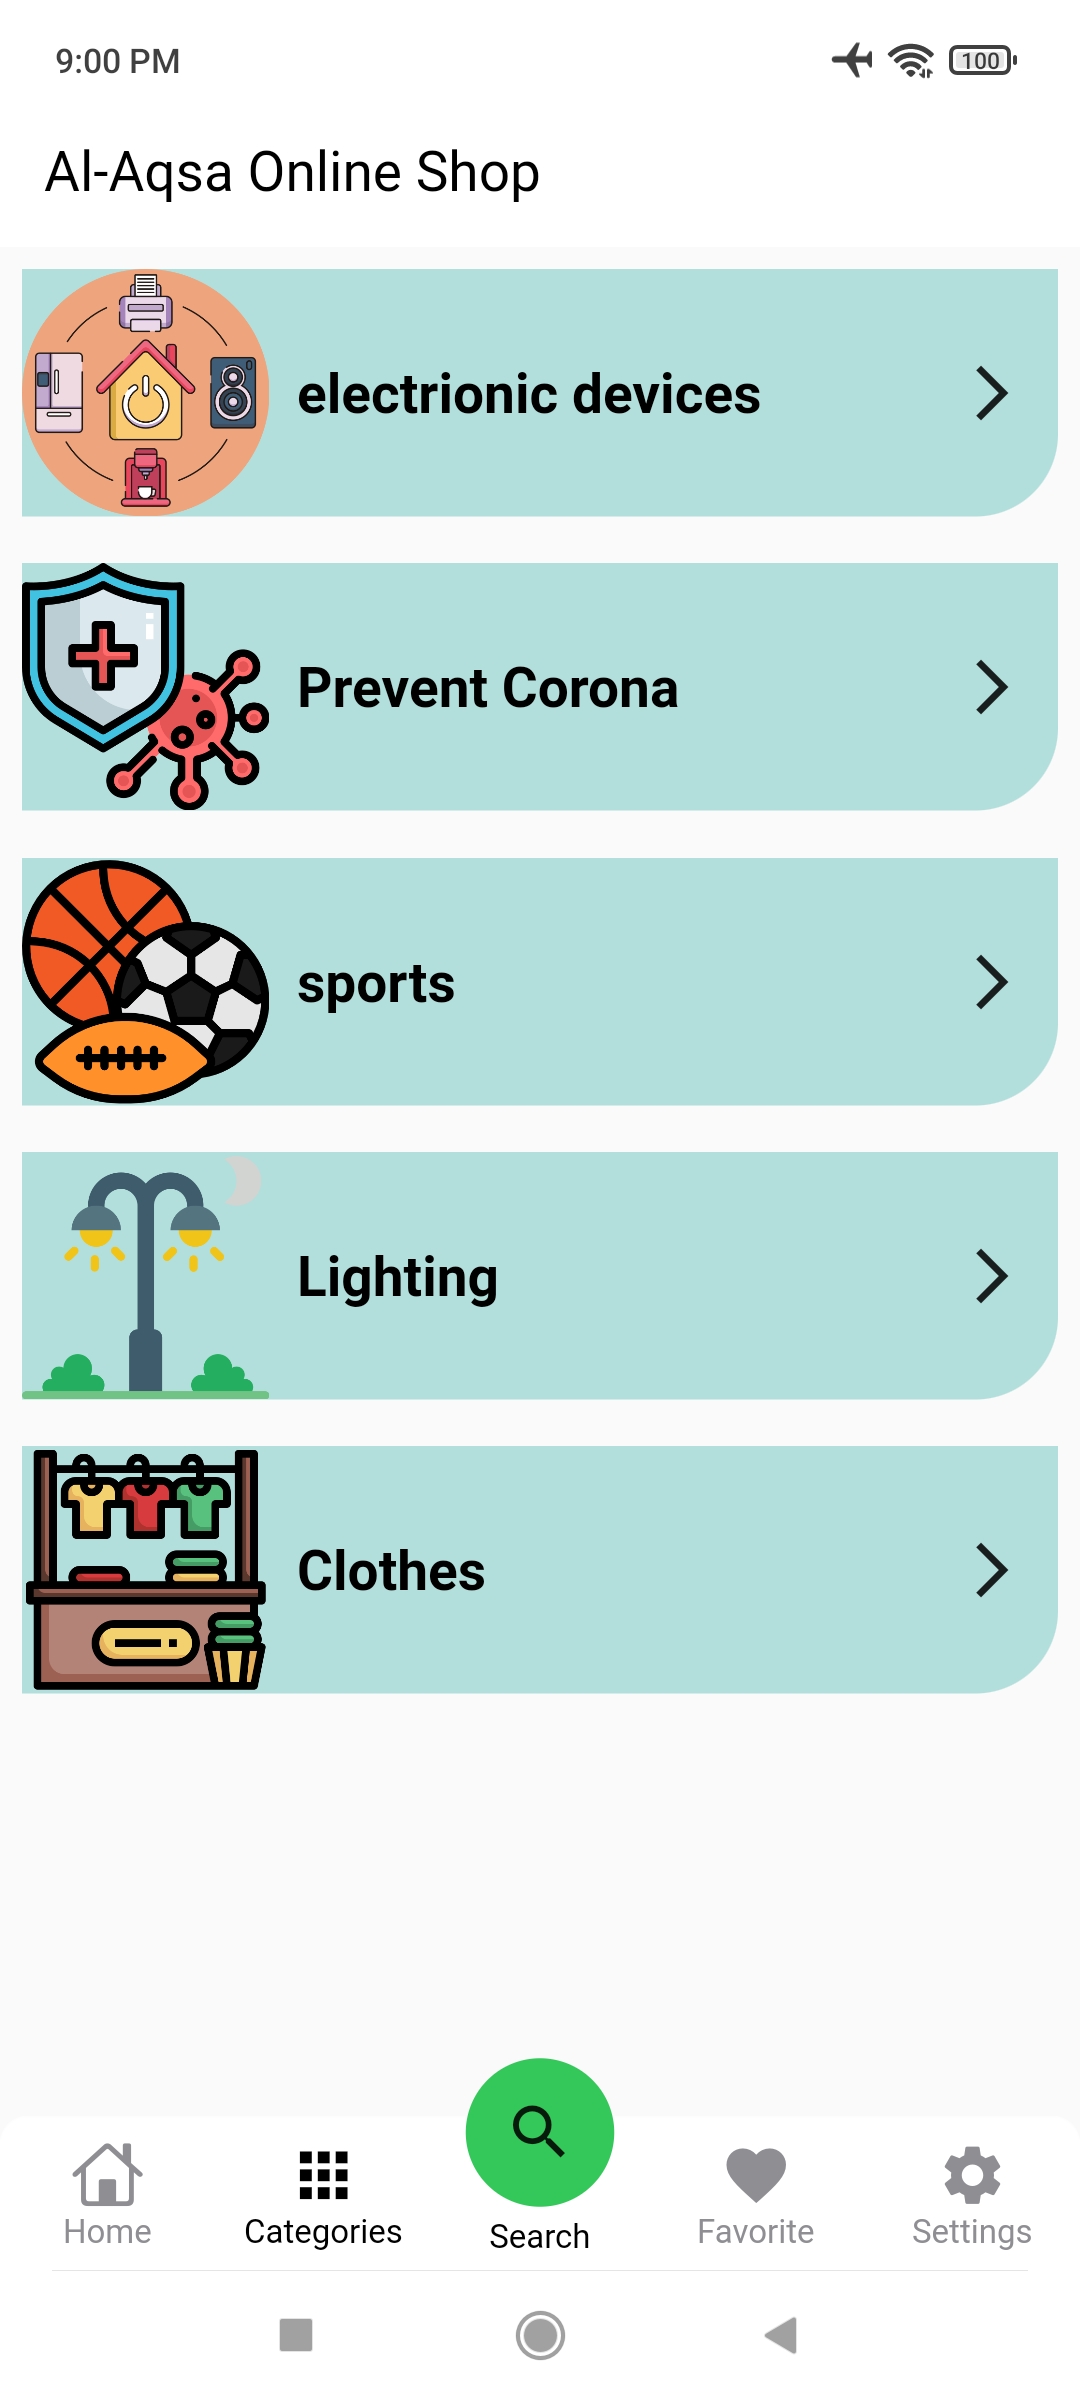 9:00 PM
100
Al-Aqsa Online Shop
electrionic devices
Prevent Corona
sports
Lighting
Clothes
Home
Categories
Search
Favorite
Settings